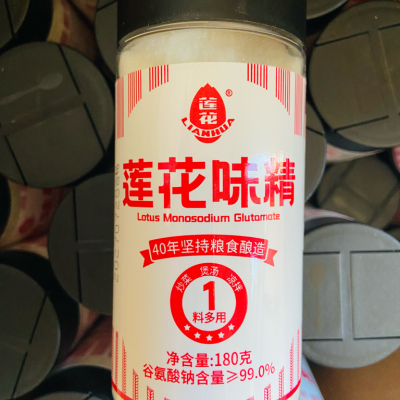 莲花
LIANHUA
®
莲花味精
Lotus Monosodium Glutamate
40年坚持粮食酿造
炒菜 煲汤 凉拌
1
料多用
净含量:180克
谷氨酸钠含量≥99.0%